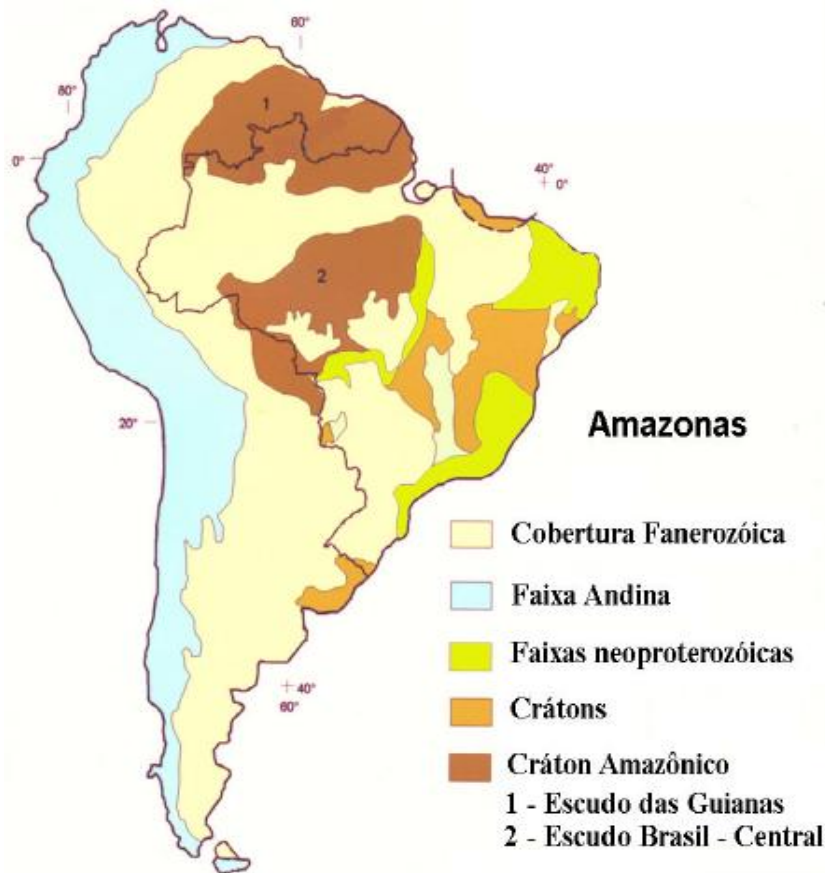 60°
80°
1
0°
40°
0°
2
20°
Amazonas
Cobertura Fanerozóica
Faixa Andina
Faixas neoproterozóicas
40°
60°
Crátons
Cráton Amazônico
1 - Escudo das Guianas
2 - Escudo Brasil - Central